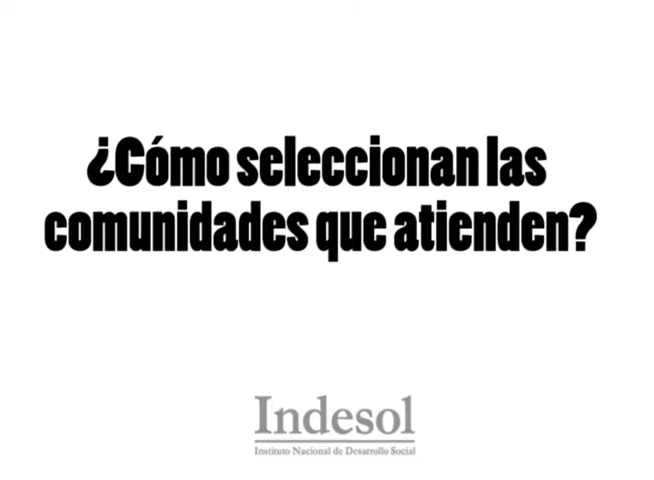 ¿Cómo seleccionan las
comunidades que atienden?
Indesol
Instituto Nacional de Desarrollo Social